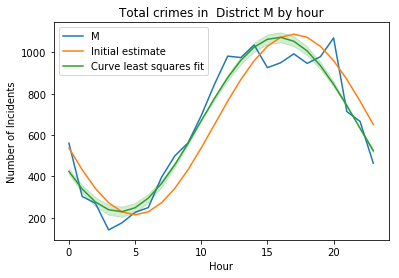 Total crimes in  District M by hour
M
Initial estimate
Curve least squares fit
Number of Incidents
1000
800
600
400
200
0
5
10
15
20
Hour